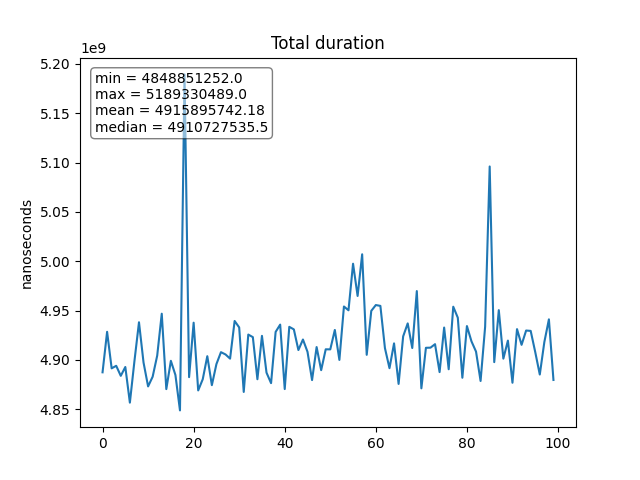 Total duration
1e9
min = 4848851252.0
max = 5189330489.0
mean = 4915895742.18
median = 4910727535.5
nanoseconds
5.20
5.15
5.10
5.05
5.00
4.95
4.90
4.85
0 20 40 60 80 100